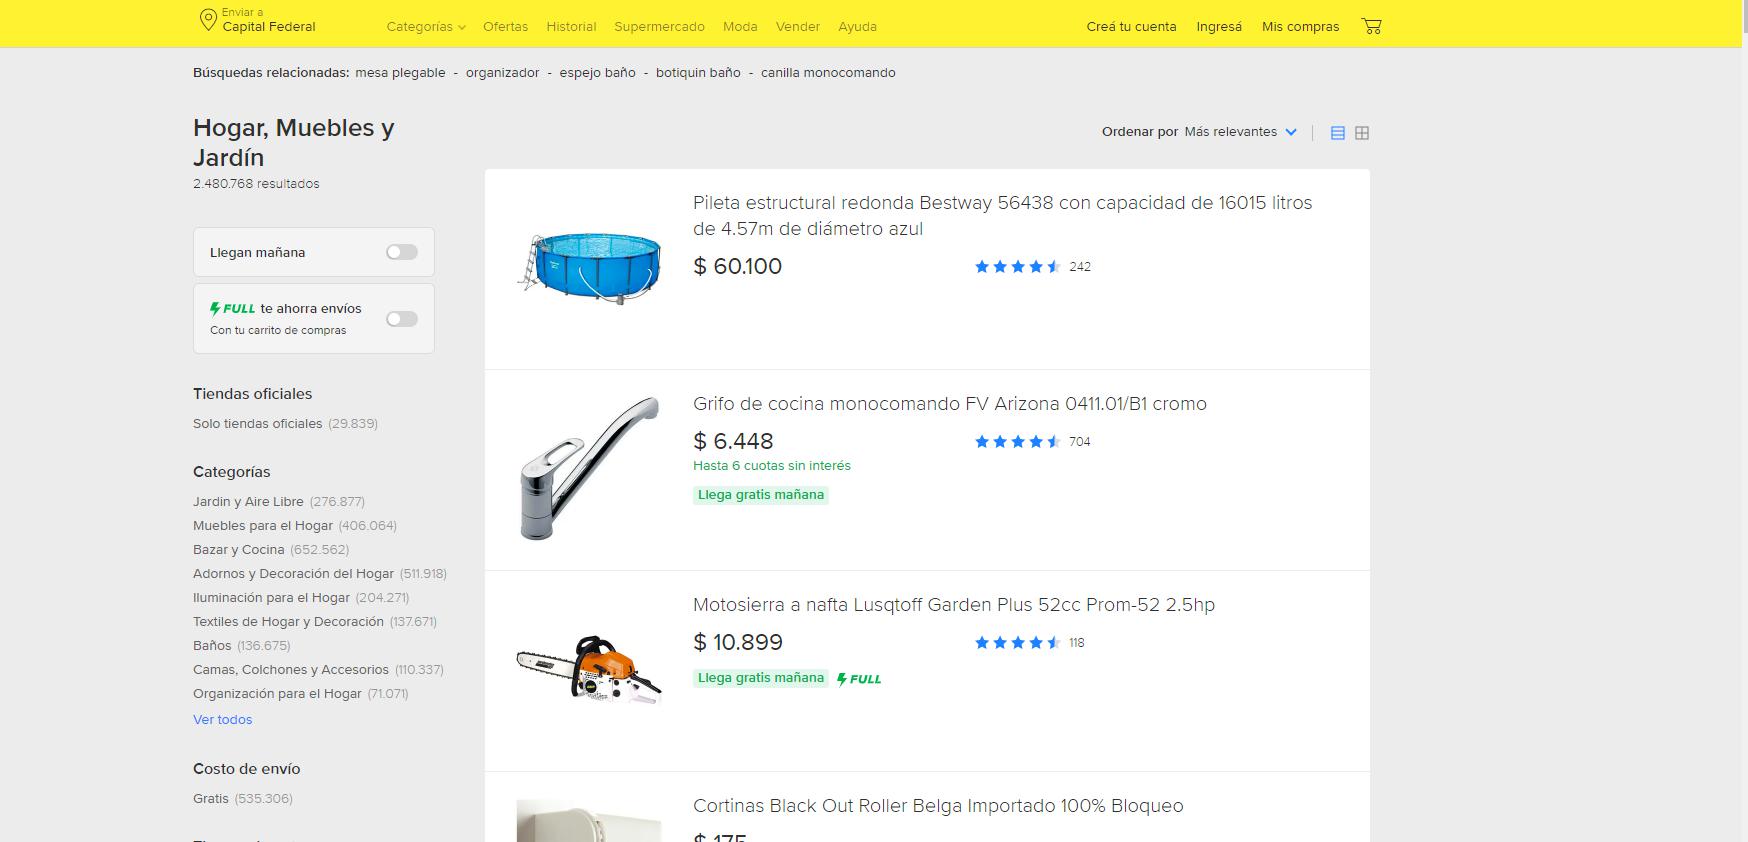 Enviar a
Capital Federal
Categorías
Ofertas
Historial
Supermercado
Moda
Vender
Ayuda
Creá tu cuenta
Ingresá
Mis compras
Búsquedas relacionadas: mesa plegable - organizador - espejo baño - botiquin baño - canilla monocomando
Hogar, Muebles y
Jardín
2.480.768 resultados
Ordenar por Más relevantes
Llegan mañana
FULL te ahorra envíos
Con tu carrito de compras
Tiendas oficiales
Solo tiendas oficiales (29.839)
Categorías
Jardin y Aire Libre (276.877)
Muebles para el Hogar (406.064)
Bazar y Cocina (652.562)
Adornos y Decoración del Hogar (511.918)
Iluminación para el Hogar (204.271)
Textiles de Hogar y Decoración (137.671)
Baños (136.675)
Camas, Colchones y Accesorios (110.337)
Organización para el Hogar (71.071)
Ver todos
Costo de envío
Gratis (535.306)
Pileta estructural redonda Bestway 56438 con capacidad de 16015 litros
de 4.57m de diámetro azul
$ 60.100
242
Grifo de cocina monocomando FV Arizona 0411.01/B1 cromo
$ 6.448
704
Hasta 6 cuotas sin interés
Llega gratis mañana
Motosierra a nafta Lusqtoff Garden Plus 52cc Prom-52 2.5hp
$ 10.899
118
Llega gratis mañana FULL
Cortinas Black Out Roller Belga Importado 100% Bloqueo
$ 175